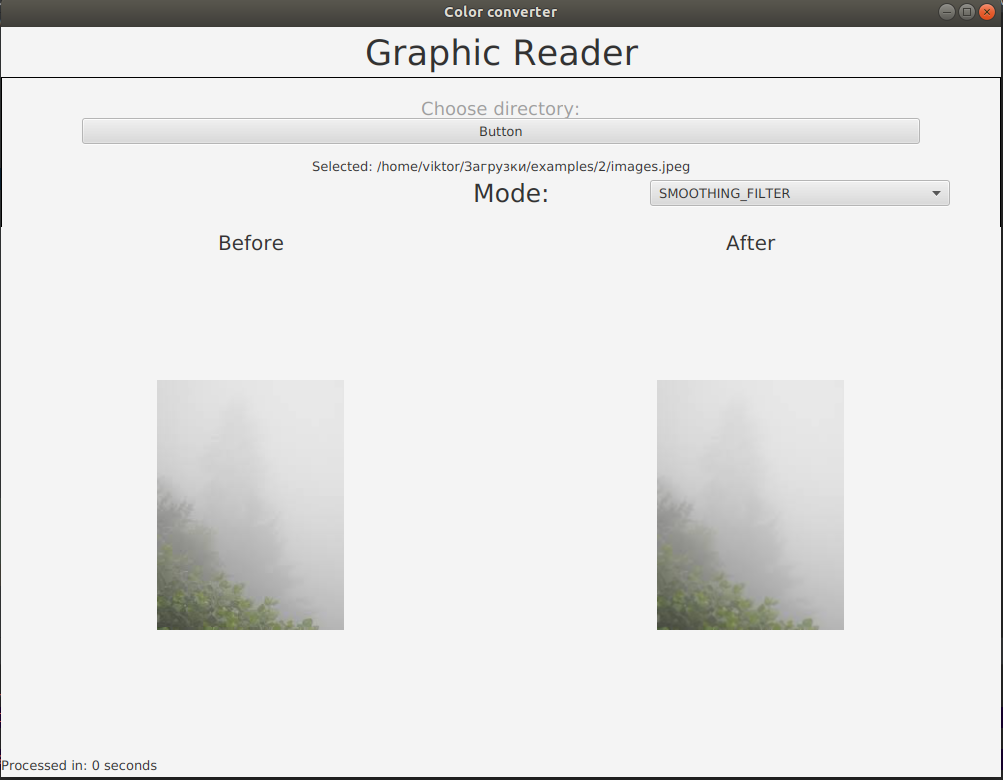 Color converter
Graphic Reader
Choose directory:
Button
Selected: /home/viktor/Загрузки/examples/2/images.jpeg
Mode: SMOOTHING_FILTER
Before After
Processed in: 0 seconds